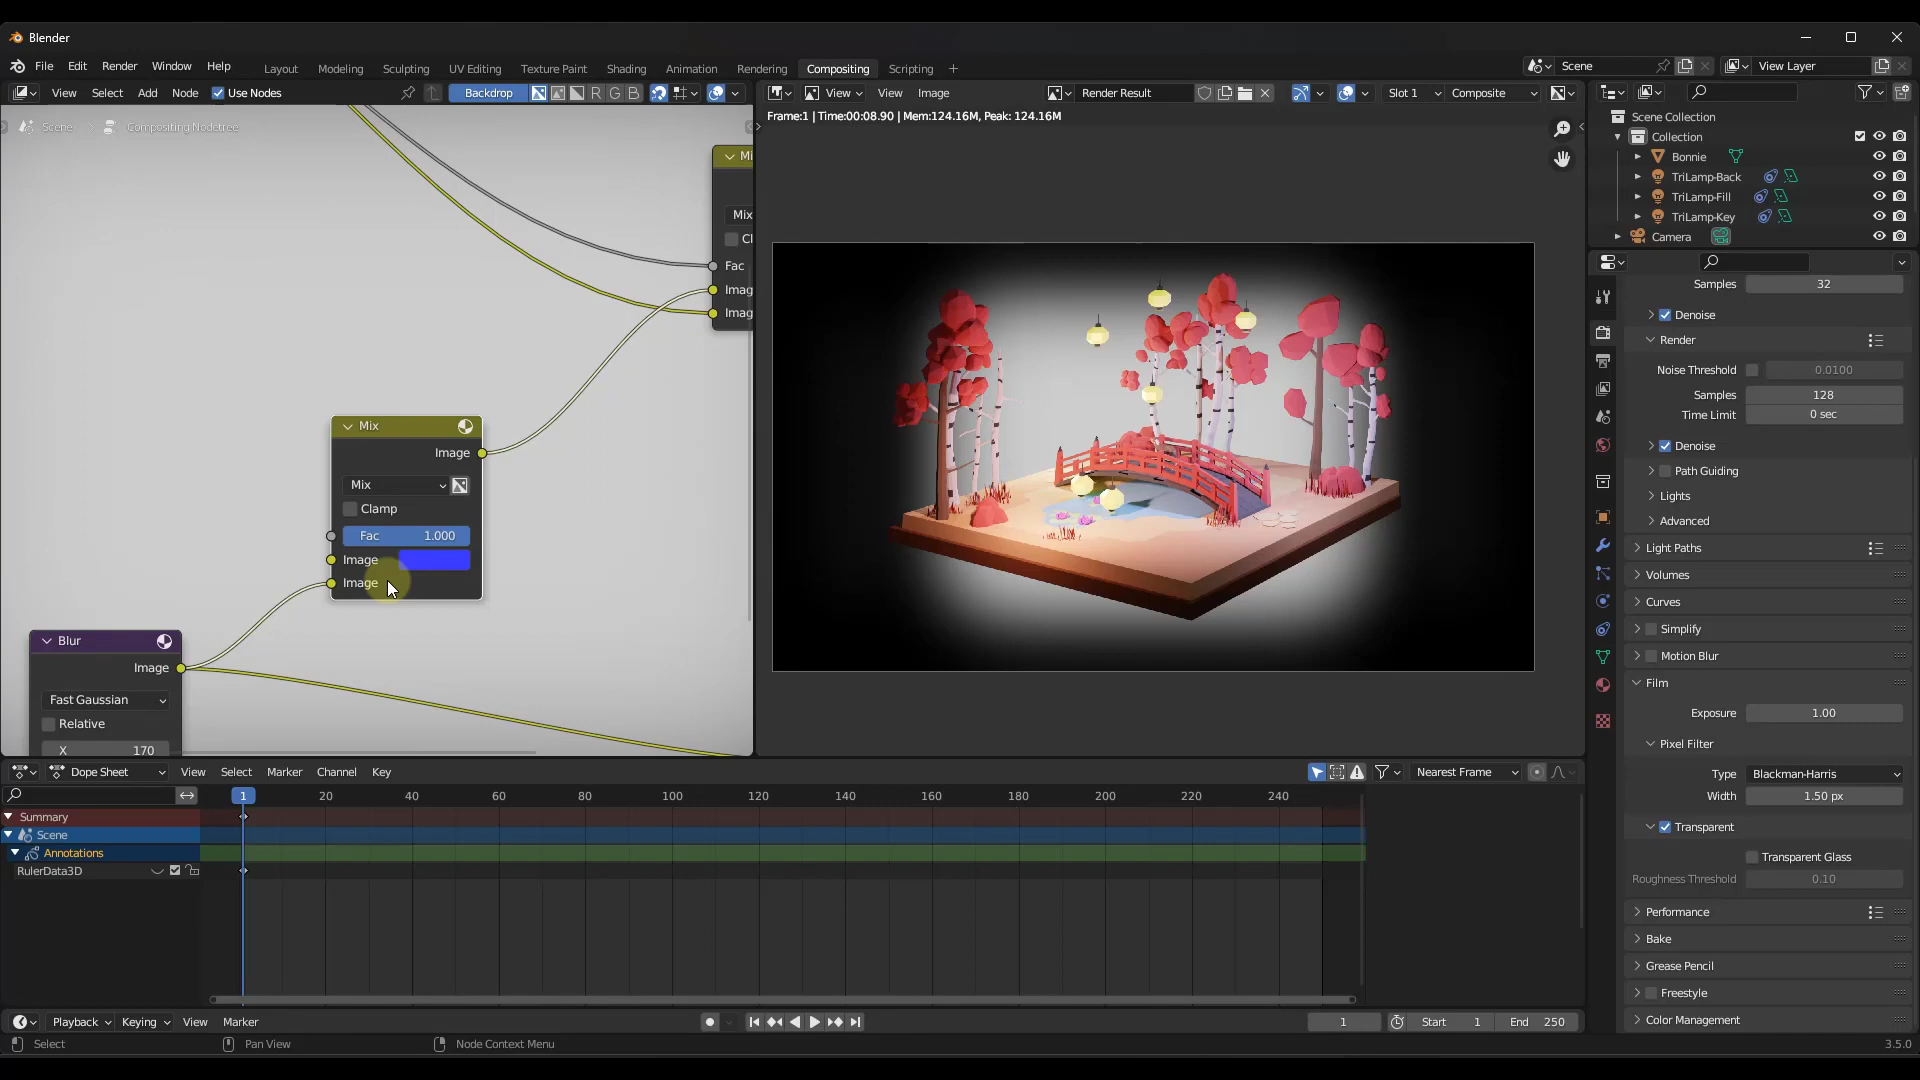 Blender
File Edit Render Window Help
Layout Modeling Sculpting UV Editing Texture Paint Shading Animation Rendering Compositing Scripting +
Scene
View Layer
View Select Add Node Use Nodes
Backdrop
R G B
View View Image
Render Result
Slot 1
Composite
Scene Compositing Nodetree
Frame:1 | Time:00:08.90 | Mem:124.16M, Peak: 124.16M
Mi
Mix
Cl
Fac
Imag
Imag
Mix
Image
Mix
Clamp
Fac 1.000
Image
Image
Blur
Image
Fast Gaussian
Relative
X 170
Scene Collection
Collection
Bonnie
TriLamp-Back
TriLamp-Fill
TriLamp-Key
Camera
Samples 32
Denoise
Render
Noise Threshold 0.0100
Samples 128
Time Limit 0 sec
Denoise
Path Guiding
Lights
Advanced
Light Paths
Volumes
Curves
Simplify
Motion Blur
Film
Exposure 1.00
Pixel Filter
Type Blackman-Harris
Width 1.50 px
Transparent
Transparent Glass
Roughness Threshold 0.10
Performance
Bake
Grease Pencil
Freestyle
Color Management
Dope Sheet View Select Marker Channel Key
Nearest Frame
1 20 40 60 80 100 120 140 160 180 200 220 240
Summary
Scene
Annotations
RulerData3D
Playback Keying View Marker
1 Start 1 End 250
Select Pan View Node Context Menu
3.5.0